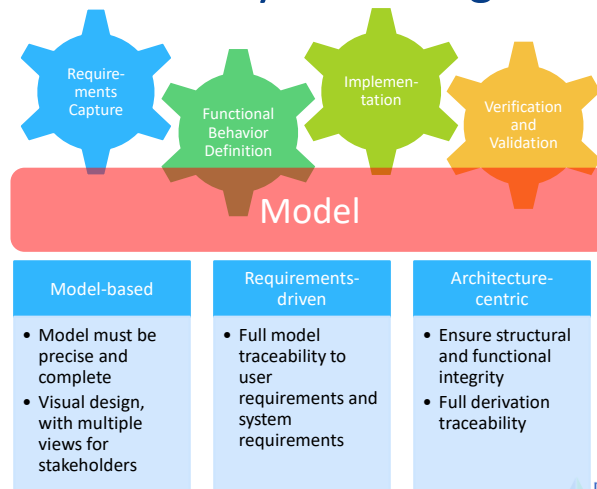 Require-
ments
Capture
Functional
Behavior
Definition
Implemen-
tation
Verification
and
Validation
Model
Model-based
• Model must be
precise and
complete
• Visual design,
with multiple
views for
stakeholders
Requirements-
driven
• Full model
traceability to
user
requirements and
system
requirements
Architecture-
centric
• Ensure structural
and functional
integrity
• Full derivation
traceability